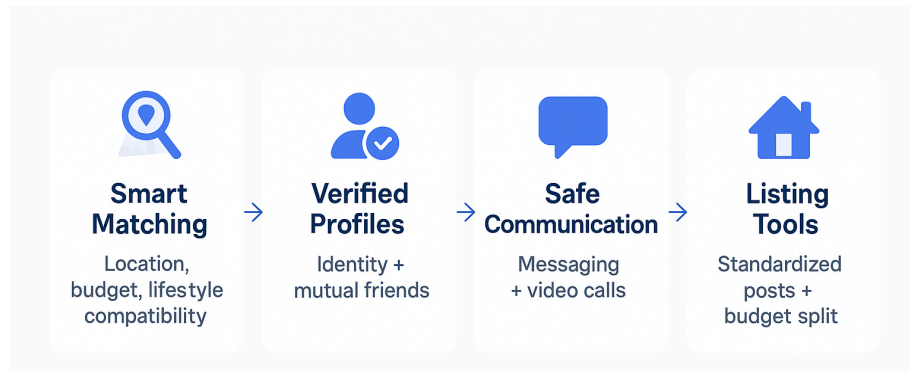 Smart
Matching
Location,
budget, lifestyle
compatibility
Verified
Profiles
Identity +
mutual friends
Safe
Communication
Messaging
+ video calls
Listing
Tools
Standardized
posts +
budget split